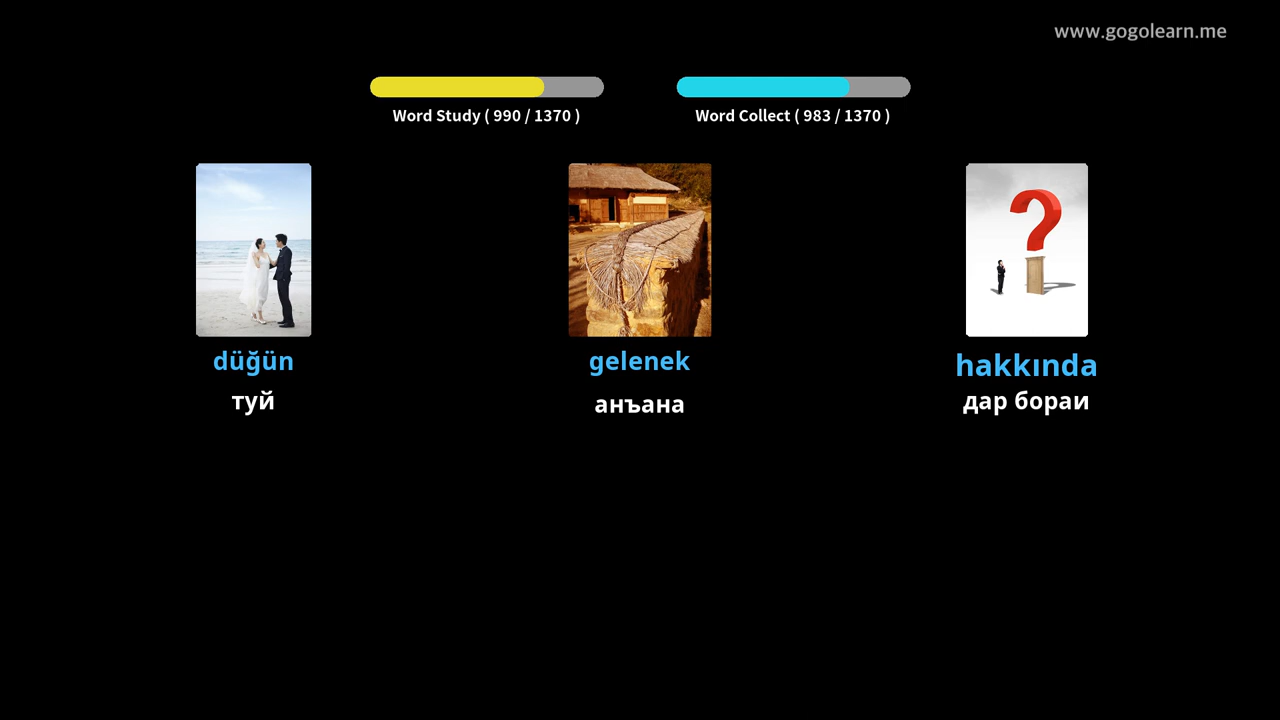 www.gogolearn.me
Word Study ( 990 / 1370 )
Word Collect ( 983 / 1370 )
düğün
gelenek
hakkında
туй
анъана
дар бораи